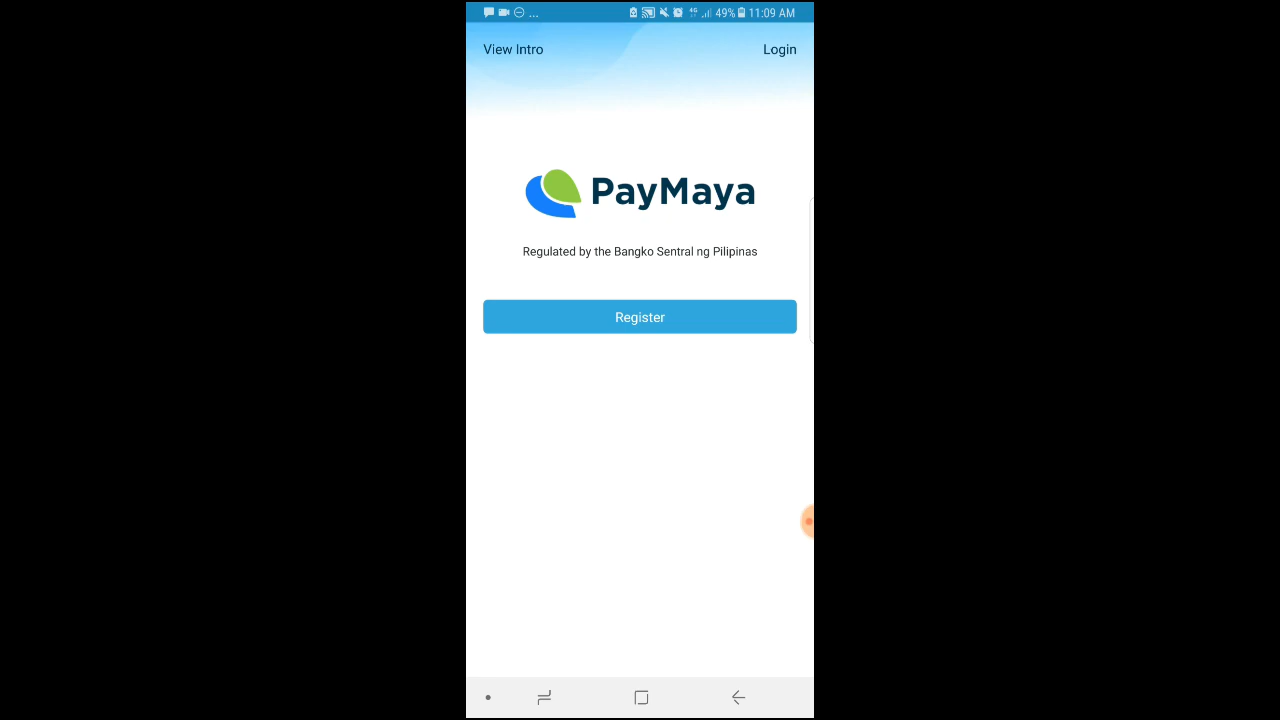 ... 49% 11:09 AM
View Intro Login
PayMaya
Regulated by the Bangko Sentral ng Pilipinas
Register